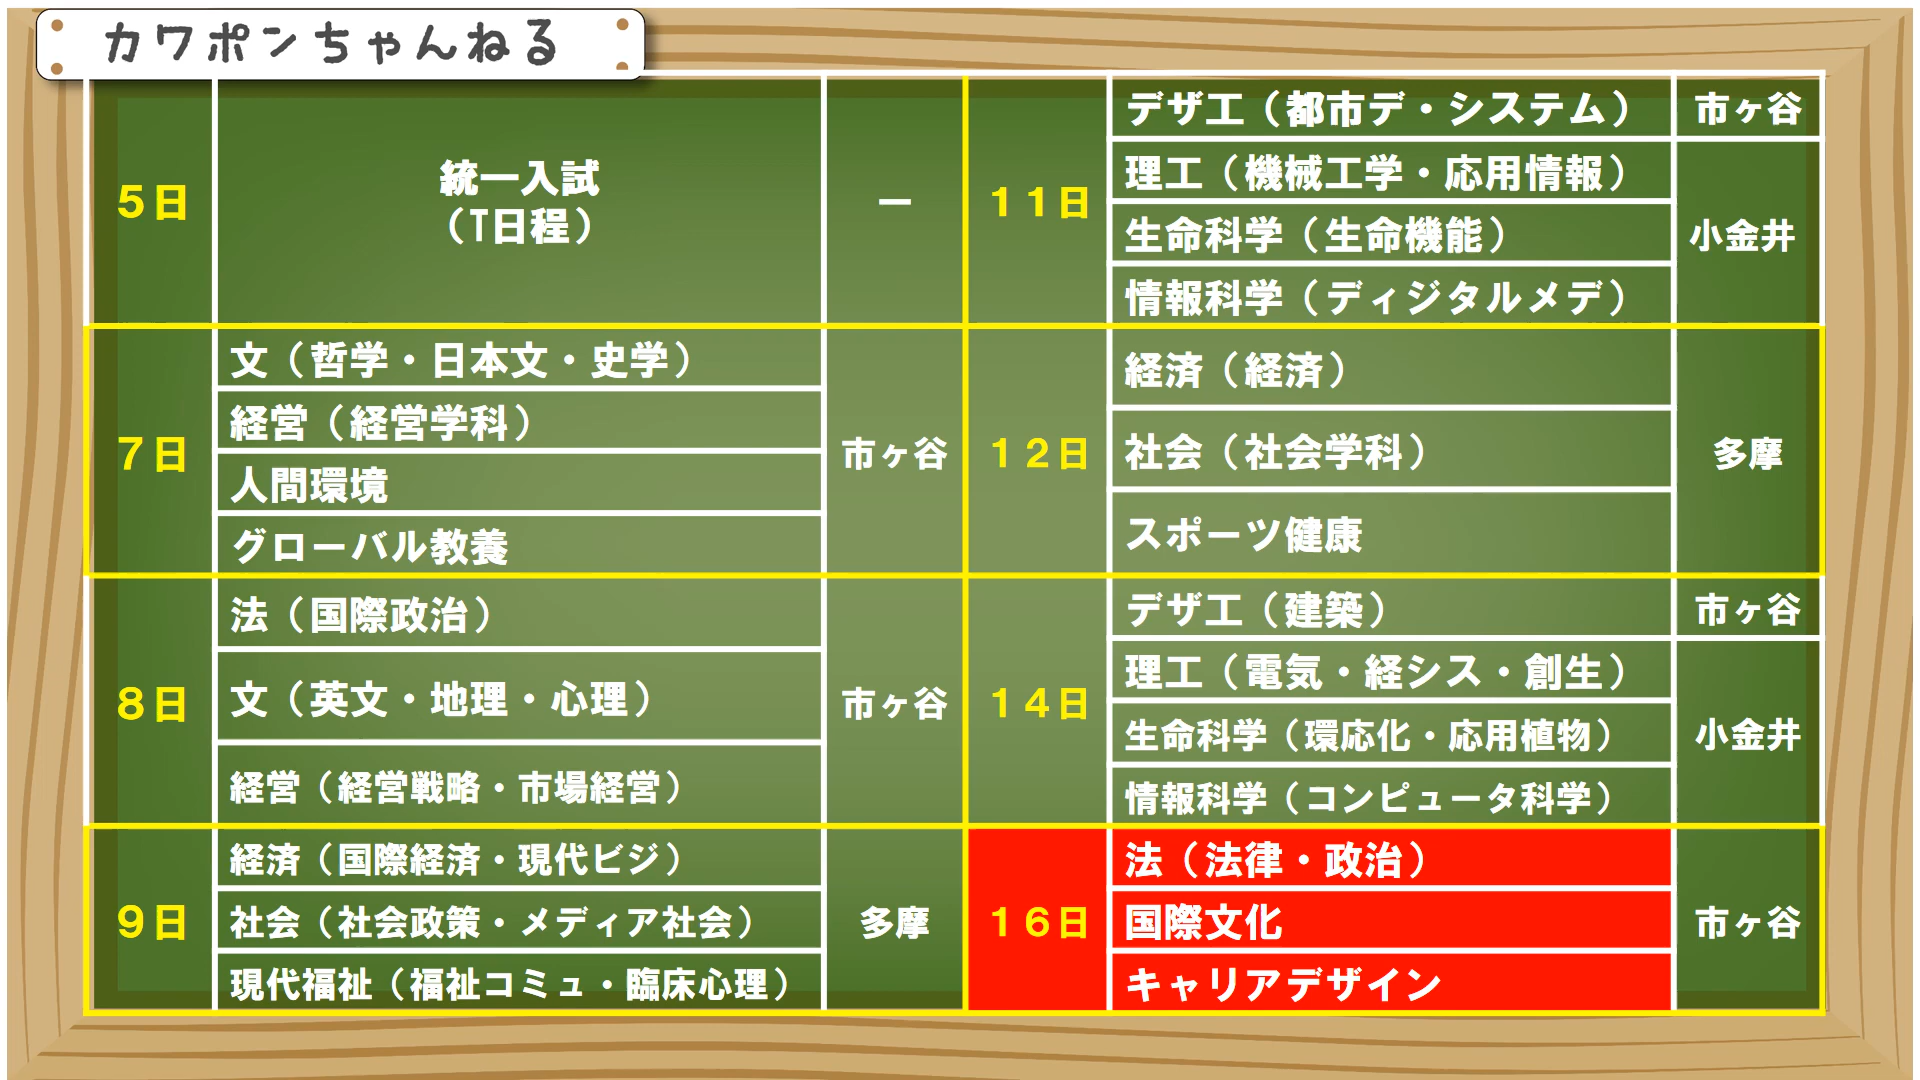 カワポンちゃんねる
5日
統一入試
（T日程）
ー
7日
文（哲学・日本文・史学）
経営（経営学科）
人間環境
グローバル教養
市ヶ谷
8日
法（国際政治）
文（英文・地理・心理）
経営（経営戦略・市場経営）
市ヶ谷
9日
経済（国際経済・現代ビジ）
社会（社会政策・メディア社会）
現代福祉（福祉コミュ・臨床心理）
多摩
11日
デザ工（都市デ・システム）
市ヶ谷
理工（機械工学・応用情報）
生命科学（生命機能）
情報科学（ディジタルメデ）
小金井
12日
経済（経済）
社会（社会学科）
スポーツ健康
多摩
14日
デザ工（建築）
市ヶ谷
理工（電気・経シス・創生）
生命科学（環応化・応用植物）
情報科学（コンピュータ科学）
小金井
16日
法（法律・政治）
国際文化
キャリアデザイン
市ヶ谷